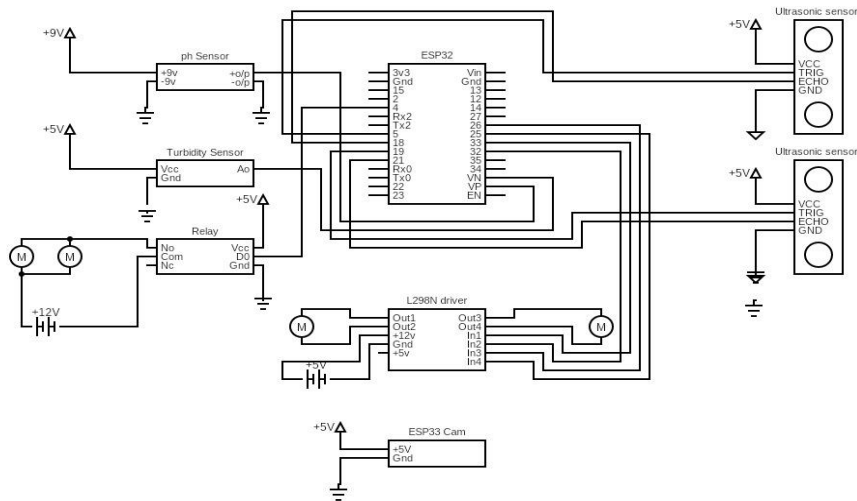 Ultrasonic sensor
+5V
VCC
TRIG
ECHO
GND
+9V
ph Sensor
+9v
-9v
+o/p
-o/p
ESP32
3v3
Gnd
15
2
4
Rx2
Tx2
5
18
19
21
Rx0
Tx0
22
23
Vin
Gnd
13
12
14
27
26
25
33
32
35
34
VN
VP
EN
+5V
Turbidity Sensor
Vcc
Gnd
Ao
Ultrasonic sensor
+5V
VCC
TRIG
ECHO
GND
+5V
Relay
No
Com
Nc
Vcc
D0
Gnd
M
M
+12V
L298N driver
Out1
Out2
+12v
Gnd
+5v
Out3
Out4
In1
In2
In3
In4
M
M
+5V
ESP33 Cam
+5V
+5V
Gnd